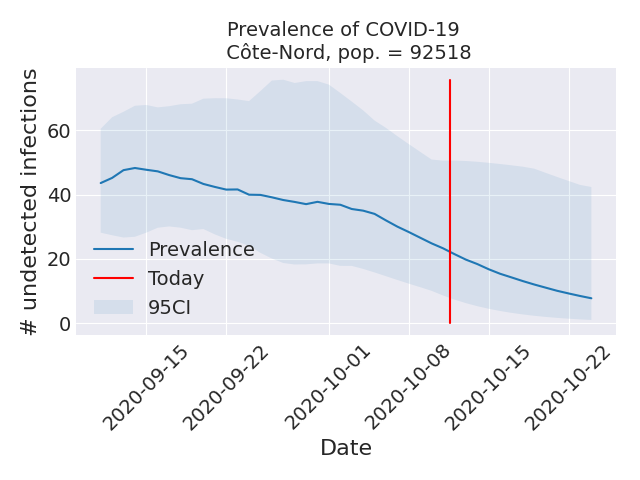 Prevalence of COVID-19
Côte-Nord, pop. = 92518
# undetected infections
60
40
20
0
Prevalence
Today
95CI
2020-09-15
2020-09-22
2020-10-01
2020-10-08
2020-10-15
2020-10-22
Date